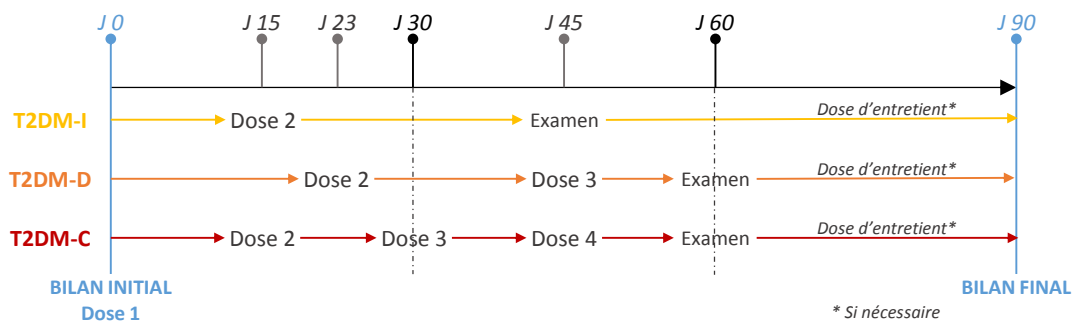 J 0 J 15 J 23 J 30 J 45 J 60 J 90
T2DM-I Dose 2 Examen Dose d'entretient*
T2DM-D Dose 2 Dose 3 Examen Dose d'entretient*
T2DM-C Dose 2 Dose 3 Dose 4 Examen Dose d'entretient*
BILAN INITIAL BILAN FINAL
Dose 1 * Si nécessaire